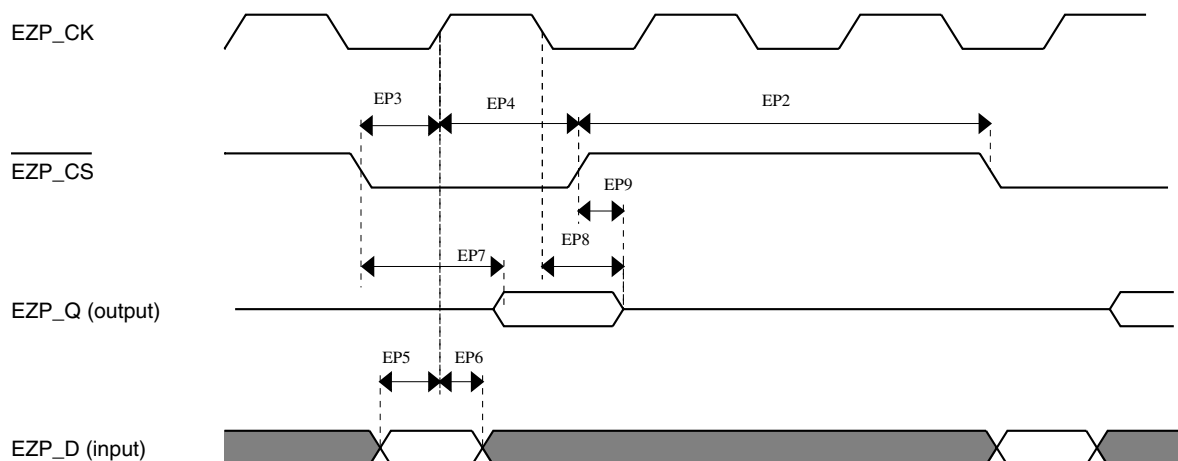 EZP_CK
EP3
EP4
EP2
EZP_CS
EP9
EP8
EP7
EZP_Q (output)
EP5
EP6
EZP_D (input)